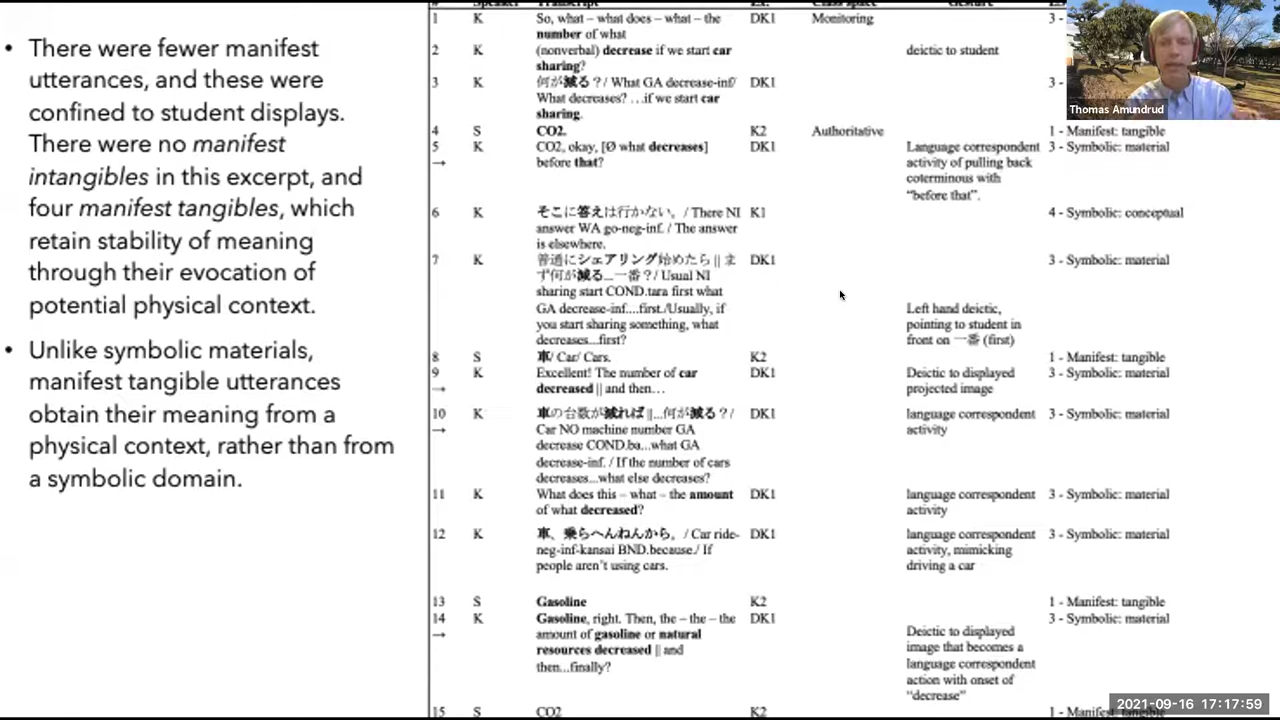 • There were fewer manifest
utterances, and these were
confined to student displays.
There were no manifest
intangibles in this excerpt, and
four manifest tangibles, which
retain stability of meaning
through their evocation of
potential physical context.
• Unlike symbolic materials,
manifest tangible utterances
obtain their meaning from a
physical context, rather than from
a symbolic domain.
# Speaker Transcript Ex. Class space Gesture
1 K So, what – what does – what – the DK1 Monitoring 3 -
number of what
2 K (nonverbal) decrease if we start car deictic to student
sharing?
3 K 何が減る？/ What GA decrease-inf/ DK1 3 -
What decreases? …if we start car
sharing.
4 S CO2. K2 Authoritative 1 - Manifest: tangible
5 K CO2, okay, [Ø what decreases] DK1 Language correspondent 3 - Symbolic: material
→ before that? activity of pulling back
coterminous with
“before that”.
6 K そこに答えは行かない。/ There NI K1 4 - Symbolic: conceptual
answer WA go-neg-inf. / The answer
is elsewhere.
7 K 普通にシェアリング始めたら || ま DK1 3 - Symbolic: material
ず何が減る...一番？/ Usual NI
sharing start COND.tara first what
GA decrease-inf....first./Usually, if Left hand deictic,
you start sharing something, what pointing to student in
decreases...first? front on 一番 (first)
8 S 車/ Car/ Cars. K2 1 - Manifest: tangible
9 K Excellent! The number of car DK1 Deictic to displayed 3 - Symbolic: material
→ decreased || and then… projected image
10 K 車の台数が減れば ||...何が減る？/ DK1 language correspondent 3 - Symbolic: material
→ Car NO machine number GA activity
decrease COND.ba...what GA
decrease-inf. / If the number of cars
decreases...what else decreases?
11 K What does this – what – the amount DK1 language correspondent 3 - Symbolic: material
of what decreased? activity
12 K 車、乗らへんねんから。/ Car ride- DK1 language correspondent 3 - Symbolic: material
neg-inf-kansai BND.because./ If activity, mimicking
people aren’t using cars. driving a car
13 S Gasoline K2 1 - Manifest: tangible
14 K Gasoline, right. Then, the – the – the DK1 3 - Symbolic: material
→ amount of gasoline or natural Deictic to displayed
resources decreased || and image that becomes a
then...finally? language correspondent
action with onset of
“decrease”
15 S CO2 K2 1 - Manifest: tangible
Thomas Amundrud
2021-09-16 17:17:59